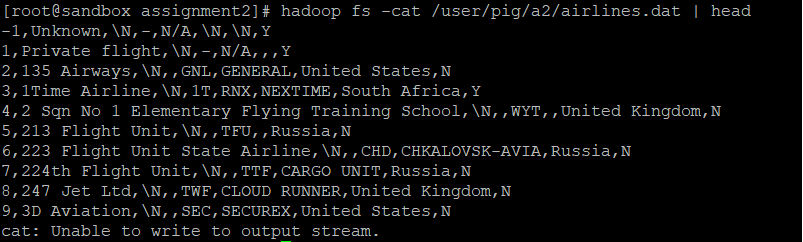 [root@sandbox assignment2]# hadoop fs -cat /user/pig/a2/airlines.dat | head
-1,Unknown,\N,-,N/A,\N,\N,Y
1,Private flight,\N,-,N/A,,,Y
2,135 Airways,\N,,GNL,GENERAL,United States,N
3,1Time Airline,\N,1T,RNX,NEXTIME,South Africa,Y
4,2 Sqn No 1 Elementary Flying Training School,\N,,WYT,,United Kingdom,N
5,213 Flight Unit,\N,,TFU,,Russia,N
6,223 Flight Unit State Airline,\N,,CHD,CHKALOVSK-AVIA,Russia,N
7,224th Flight Unit,\N,,TTF,CARGO UNIT,Russia,N
8,247 Jet Ltd,\N,,TWF,CLOUD RUNNER,United Kingdom,N
9,3D Aviation,\N,,SEC,SECUREX,United States,N
cat: Unable to write to output stream.